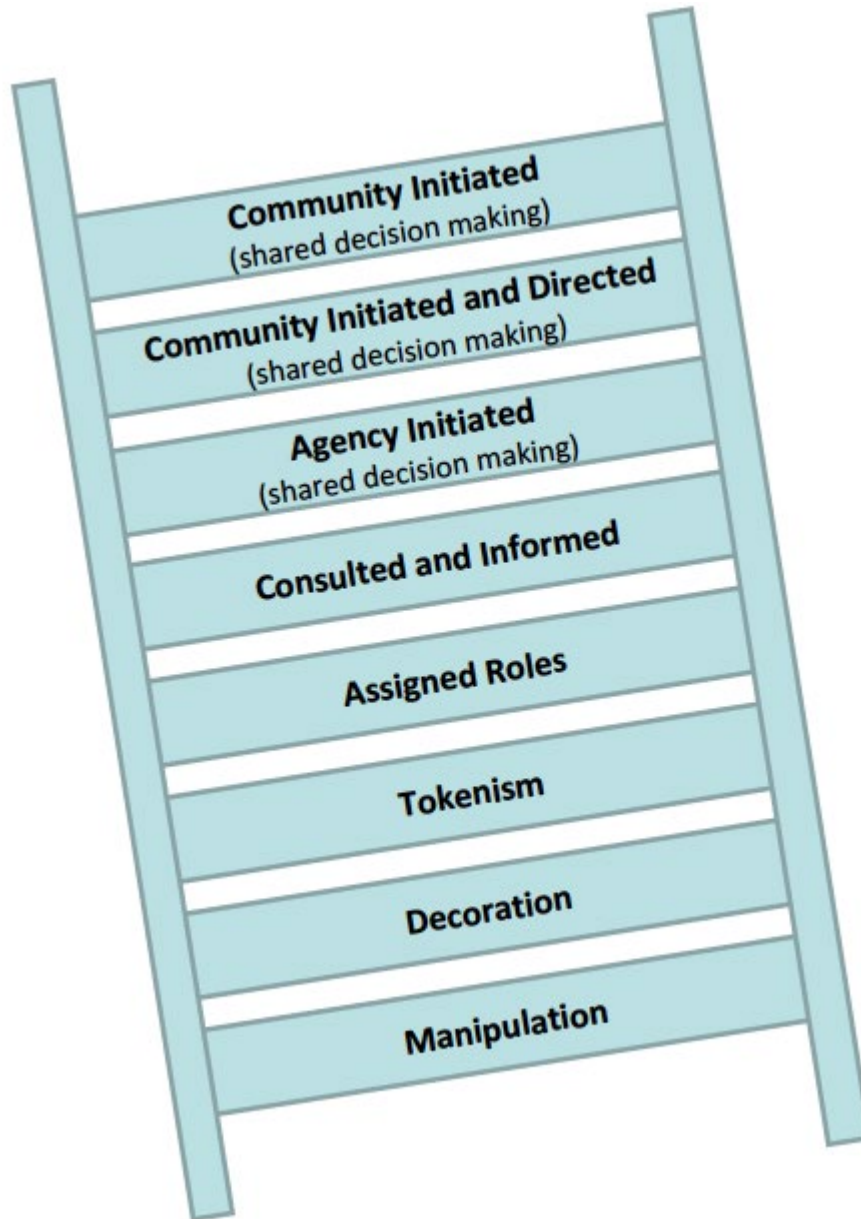 Community Initiated
(shared decision making)
Community Initiated and Directed
(shared decision making)
Agency Initiated
(shared decision making)
Consulted and Informed
Assigned Roles
Tokenism
Decoration
Manipulation